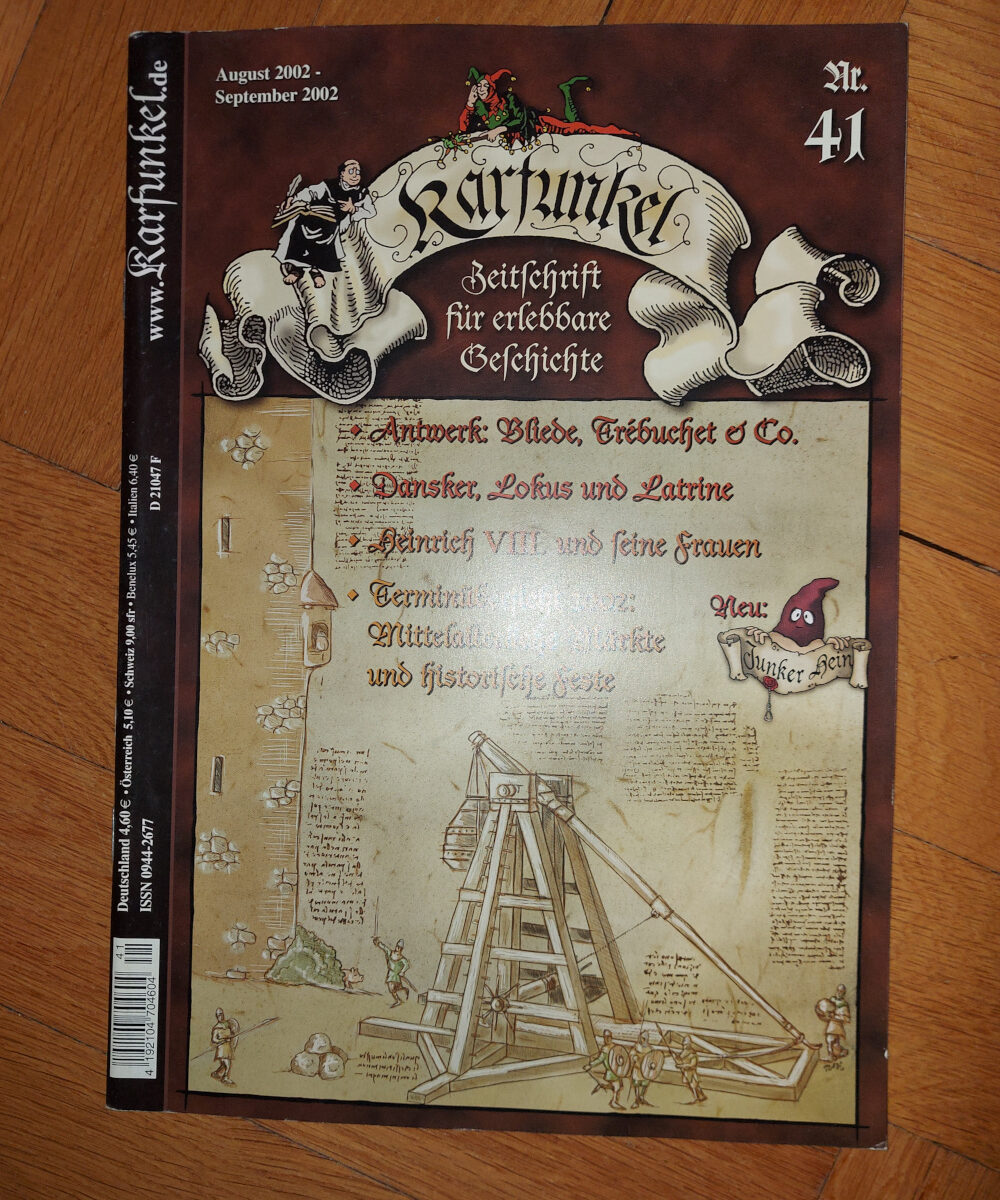 August 2002 -
September 2002
Nr.
41
Karfunkel
Zeitschrift
für erlebbare
Geschichte
• Antwerk: Bliede, Trébuchet & Co.
• Dansker, Lokus und Latrine
• Heinrich VIII. und seine Frauen
• Terminübersicht 2002:
Mittelalterliche Märkte
und historische Feste
Neu:
Junker Hein
www.Karfunkel.de
Deutschland 4,60 € • Österreich 5,10 € • Schweiz 9,00 sfr • Benelux 5,45 € • Italien 6,40 €
ISSN 0944-2677
D 21047 F
4 192104 704604
41